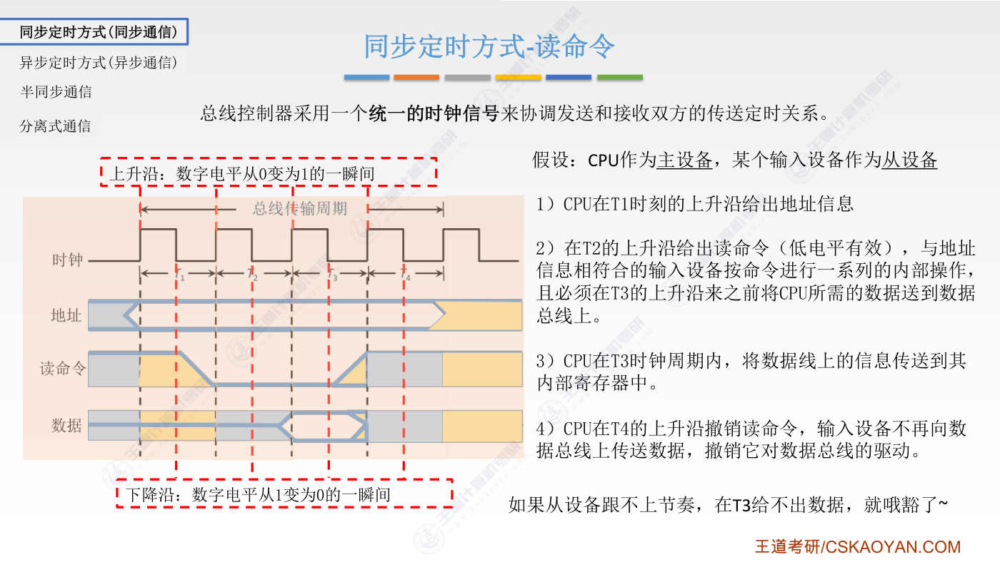 同步定时方式(同步通信)
异步定时方式(异步通信)
半同步通信
分离式通信
同步定时方式-读命令
总线控制器采用一个统一的时钟信号来协调发送和接收双方的传送定时关系。
上升沿：数字电平从0变为1的一瞬间
总线传输周期
时钟
T1 T2 T3 T4
地址
读命令
数据
下降沿：数字电平从1变为0的一瞬间
假设：CPU作为主设备，某个输入设备作为从设备
1）CPU在T1时刻的上升沿给出地址信息
2）在T2的上升沿给出读命令（低电平有效），与地址
信息相符合的输入设备按命令进行一系列的内部操作，
且必须在T3的上升沿来之前将CPU所需的数据送到数据
总线上。
3）CPU在T3时钟周期内，将数据线上的信息传送到其
内部寄存器中。
4）CPU在T4的上升沿撤销读命令，输入设备不再向数
据总线上传送数据，撤销它对数据总线的驱动。
如果从设备跟不上节奏，在T3给不出数据，就哦豁了~
王道考研/CSKAOYAN.COM